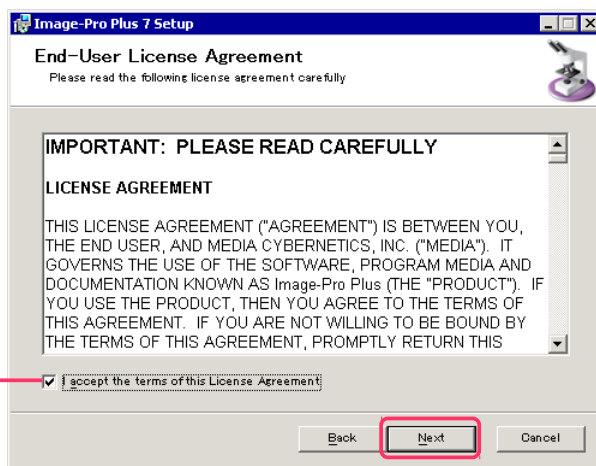 Image-Pro Plus 7 Setup
End-User License Agreement
Please read the following license agreement carefully
IMPORTANT: PLEASE READ CAREFULLY
LICENSE AGREEMENT
THIS LICENSE AGREEMENT ("AGREEMENT") IS BETWEEN YOU,
THE END USER, AND MEDIA CYBERNETICS, INC. ("MEDIA"). IT
GOVERNS THE USE OF THE SOFTWARE, PROGRAM MEDIA AND
DOCUMENTATION KNOWN AS Image-Pro Plus (THE "PRODUCT"). IF
YOU USE THE PRODUCT, THEN YOU AGREE TO THE TERMS OF
THIS AGREEMENT. IF YOU ARE NOT WILLING TO BE BOUND BY
THE TERMS OF THIS AGREEMENT, PROMPTLY RETURN THIS
I accept the terms of this License Agreement
Back Next Cancel